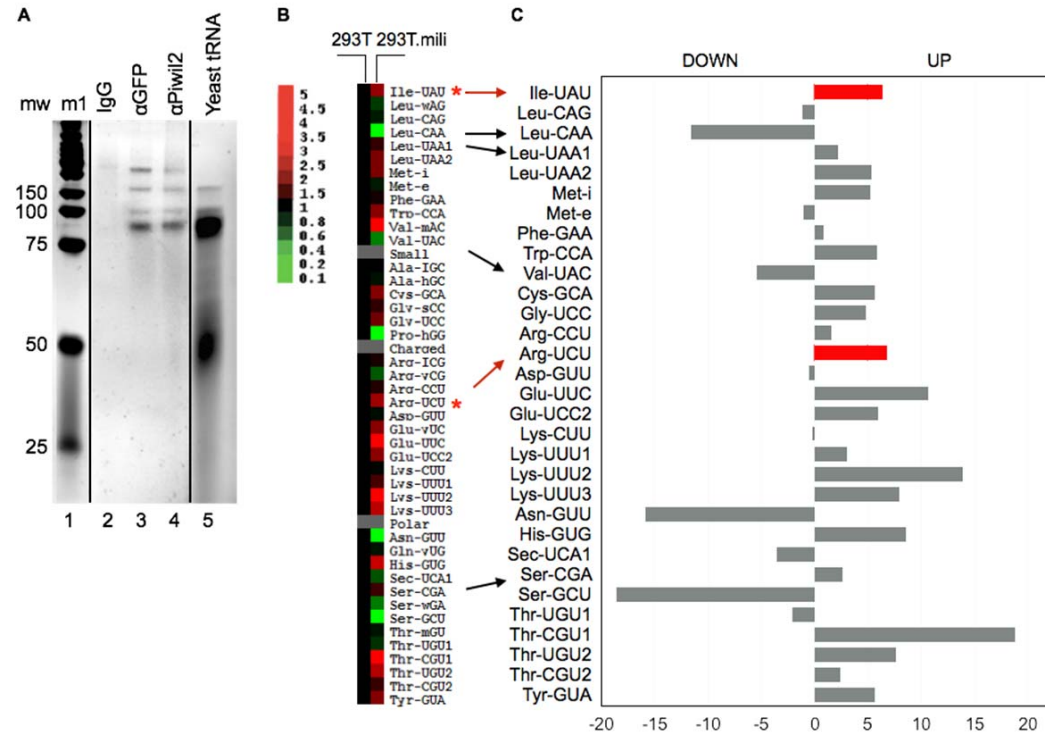 A
mw
m1
IgG
αGFP
αPiwil2
Yeast tRNA
150
100
75
50
25
1 2 3 4 5
B
293T 293T.mili
5
4.5
4
3.5
3
2.5
2
1.5
1
0.8
0.6
0.4
0.2
0.1
Ile-UAU *
Leu-wAG
Leu-CAG
Leu-CAA
Leu-UAA1
Leu-UAA2
Met-i
Met-e
Phe-GAA
Trp-CCA
Val-mAC
Val-UAC
Small
Ala-IGC
Ala-hGC
Cys-GCA
Gly-sCC
Gly-UCC
Pro-hGG
Charged
Arg-ICG
Arg-yCG
Arg-CCU
Arg-UCU *
Asp-GUU
Glu-yUC
Glu-UUC
Glu-UCC2
Lys-CUU
Lys-UUU1
Lys-UUU2
Lys-UUU3
Polar
Asn-GUU
Gln-yUG
His-GUG
Sec-UCA1
Ser-CGA
Ser-wGA
Ser-GCU
Thr-mGU
Thr-UGU1
Thr-CGU1
Thr-UGU2
Thr-CGU2
Tyr-GUA
C
DOWN UP
Ile-UAU
Leu-CAG
Leu-CAA
Leu-UAA1
Leu-UAA2
Met-i
Met-e
Phe-GAA
Trp-CCA
Val-UAC
Cys-GCA
Gly-UCC
Arg-CCU
Arg-UCU
Asp-GUU
Glu-UUC
Glu-UCC2
Lys-CUU
Lys-UUU1
Lys-UUU2
Lys-UUU3
Asn-GUU
His-GUG
Sec-UCA1
Ser-CGA
Ser-GCU
Thr-UGU1
Thr-CGU1
Thr-UGU2
Thr-CGU2
Tyr-GUA
-20 -15 -10 -5 0 5 10 15 20